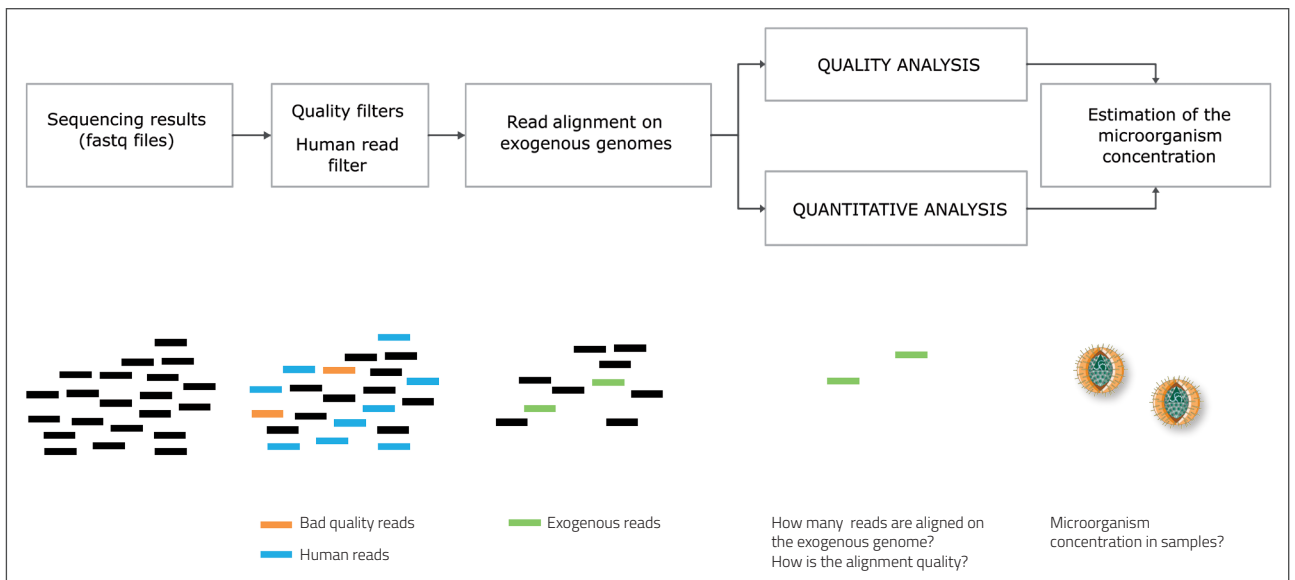 Sequencing results
(fastq files)
Quality filters
Human read
filter
Read alignment on
exogenous genomes
QUALITY ANALYSIS
QUANTITATIVE ANALYSIS
Estimation of the
microorganism
concentration
Bad quality reads
Human reads
Exogenous reads
How many reads are aligned on
the exogenous genome?
How is the alignment quality?
Microorganism
concentration in samples?